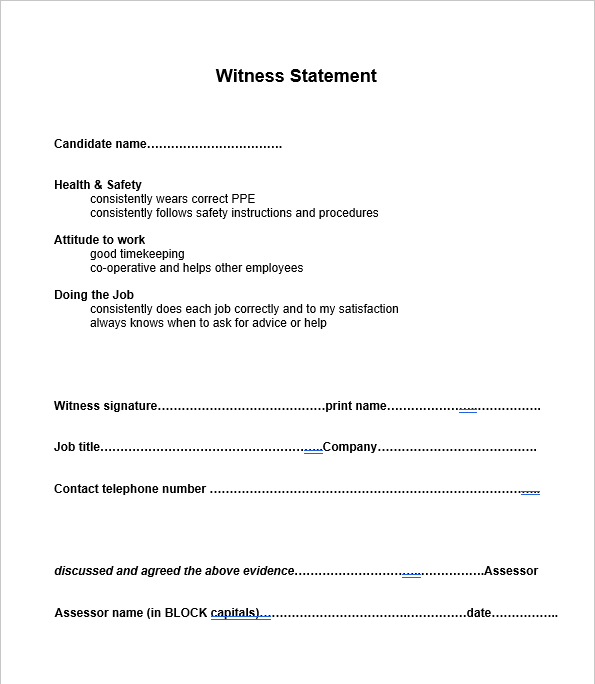 Witness Statement
Candidate name…………………………….
Health & Safety
consistently wears correct PPE
consistently follows safety instructions and procedures
Attitude to work
good timekeeping
co-operative and helps other employees
Doing the Job
consistently does each job correctly and to my satisfaction
always knows when to ask for advice or help
Witness signature……………………………………print name………………..…..…………….
Job title……………………………………………..…..Company………………………………….
Contact telephone number …………………………………………………………………..…..
discussed and agreed the above evidence………………………..…..…………….Assessor
Assessor name (in BLOCK capitals)…………………………………..……………date……………..